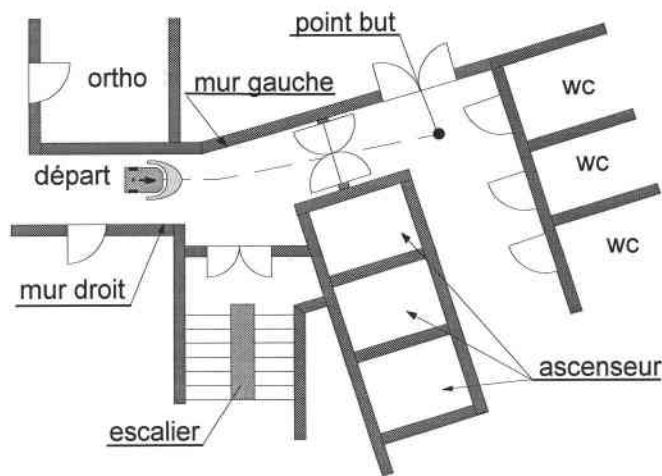 point but
ortho
mur gauche
wc
départ
wc
wc
mur droit
ascenseur
escalier